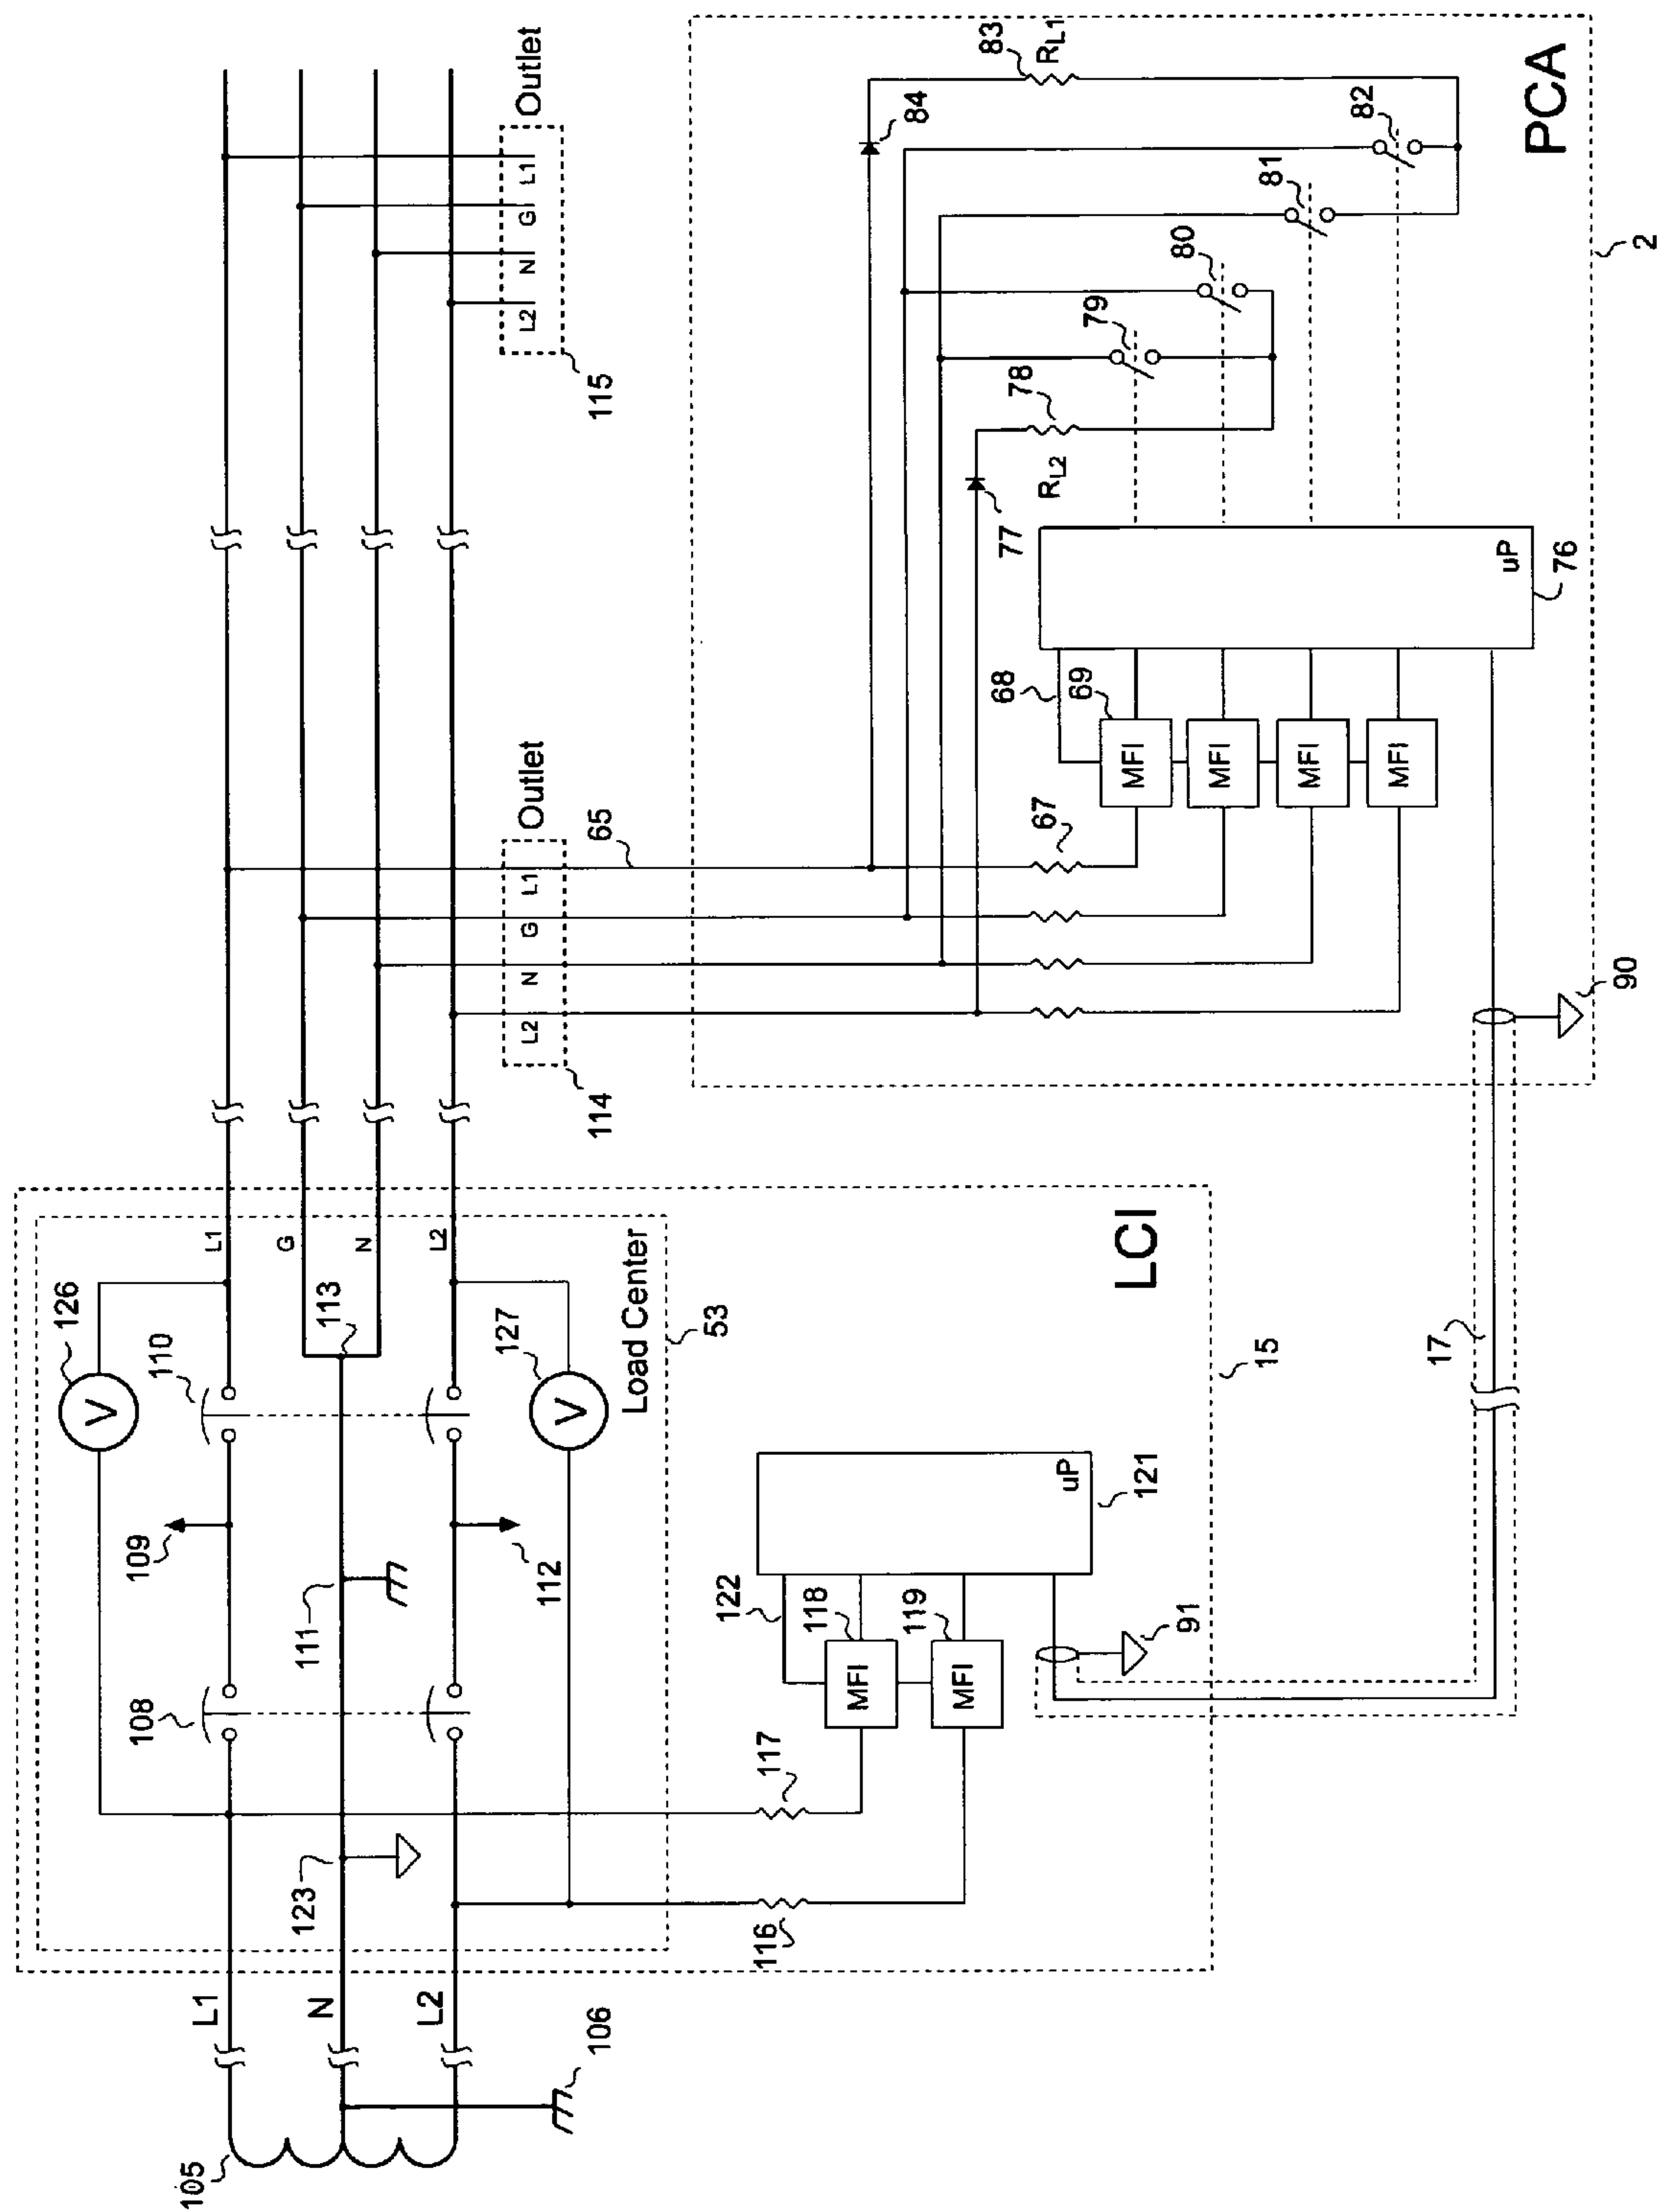 105
L1
N
L2
106
123
108
111
109
112
126
110
113
127
L1
G
N
L2
Load Center
53
116
117
MFI
118
MFI
119
122
uP
121
91
LCI
15
17
Outlet
L1
G
N
L2
114
65
Outlet
L1
G
N
L2
115
67
68
69
MFI
MFI
MFI
MFI
uP
76
77
RL2
78
79
80
81
82
83
RL1
84
90
PCA
2
V
V